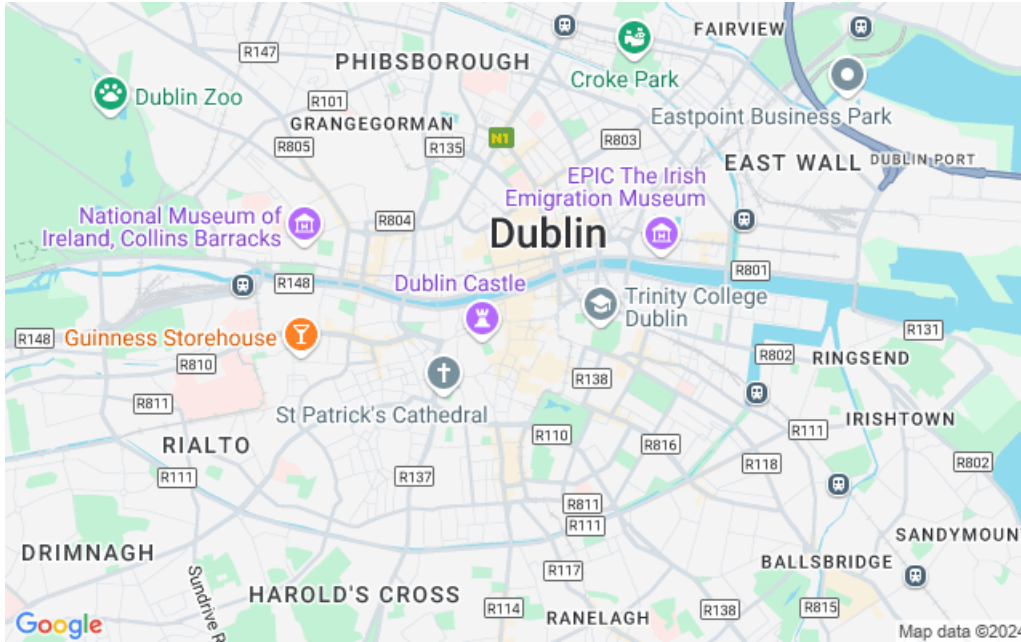 FAIRVIEW
R147
PHIBSBOROUGH
Croke Park
Dublin Zoo
R101
Eastpoint Business Park
GRANGEGORMAN
N1
R803
R805
R135
EAST WALL
DUBLIN PORT
EPIC The Irish
Emigration Museum
National Museum of
Ireland, Collins Barracks
R804
Dublin
R801
R148
Dublin Castle
Trinity College
Dublin
R148
Guinness Storehouse
R131
R802
RINGSEND
R810
R138
R811
St Patrick's Cathedral
IRISHTOWN
R110
R111
RIALTO
R816
R111
R137
R118
R802
R811
R111
SANDYMOUN
DRIMNAGH
BALLSBRIDGE
R117
Sundrive R
HAROLD'S CROSS
R114
R138
R815
RANELAGH
Google
Map data ©2024